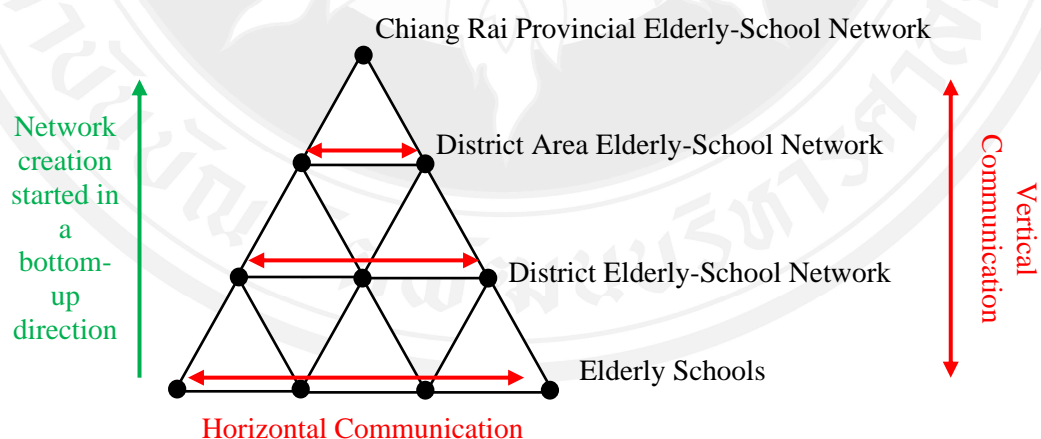 Chiang Rai Provincial Elderly-School Network
Network
creation
started in
a
bottom-
up
direction
District Area Elderly-School Network
District Elderly-School Network
Elderly Schools
Horizontal Communication
Vertical
Communication